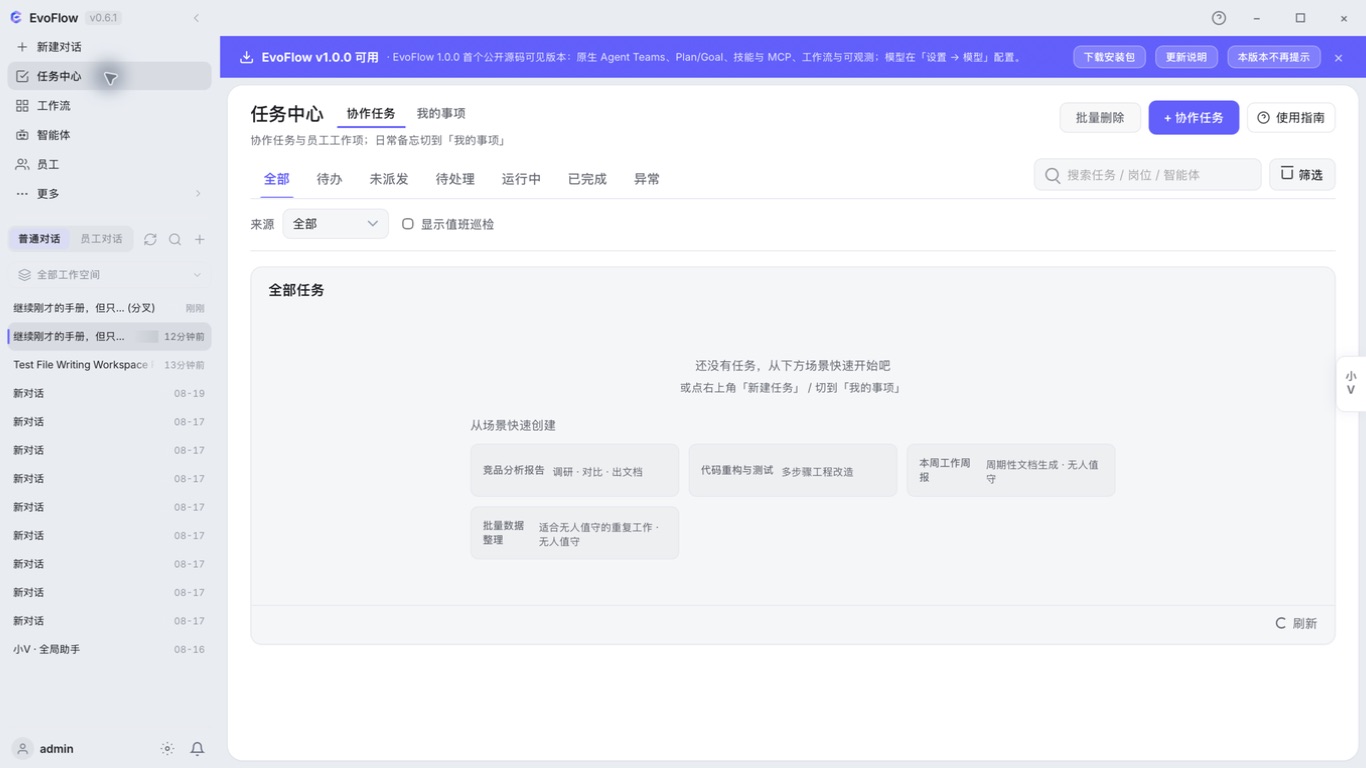 EvoFlow v0.6.1
新建对话
任务中心
工作流
智能体
员工
更多
普通对话 员工对话
全部工作空间
继续刚才的手册，但只... (分叉) 刚刚
继续刚才的手册，但只... 12分钟前
Test File Writing Workspace 13分钟前
新对话 08-19
新对话 08-17
新对话 08-17
新对话 08-17
新对话 08-17
新对话 08-17
新对话 08-17
新对话 08-17
新对话 08-17
小V · 全局助手 08-16
admin
EvoFlow v1.0.0 可用 · EvoFlow 1.0.0 首个公开源码可见版本：原生 Agent Teams、Plan/Goal、技能与 MCP、工作流与可观测；模型在「设置 → 模型」配置。 下载安装包 更新说明 本版本不再提示
任务中心 协作任务 我的事项 批量删除 + 协作任务 使用指南
协作任务与员工工作项；日常备忘切到「我的事项」
全部 待办 未派发 待处理 运行中 已完成 异常 搜索任务 / 岗位 / 智能体 筛选
来源 全部 显示值班巡检
全部任务
还没有任务，从下方场景快速开始吧
或点右上角「新建任务」 / 切到「我的事项」
从场景快速创建
竞品分析报告 调研 · 对比 · 出文档
代码重构与测试 多步骤工程改造
本周工作周报 周期性文档生成 · 无人值守
批量数据整理 适合无人值守的重复工作 · 无人值守
刷新
小V